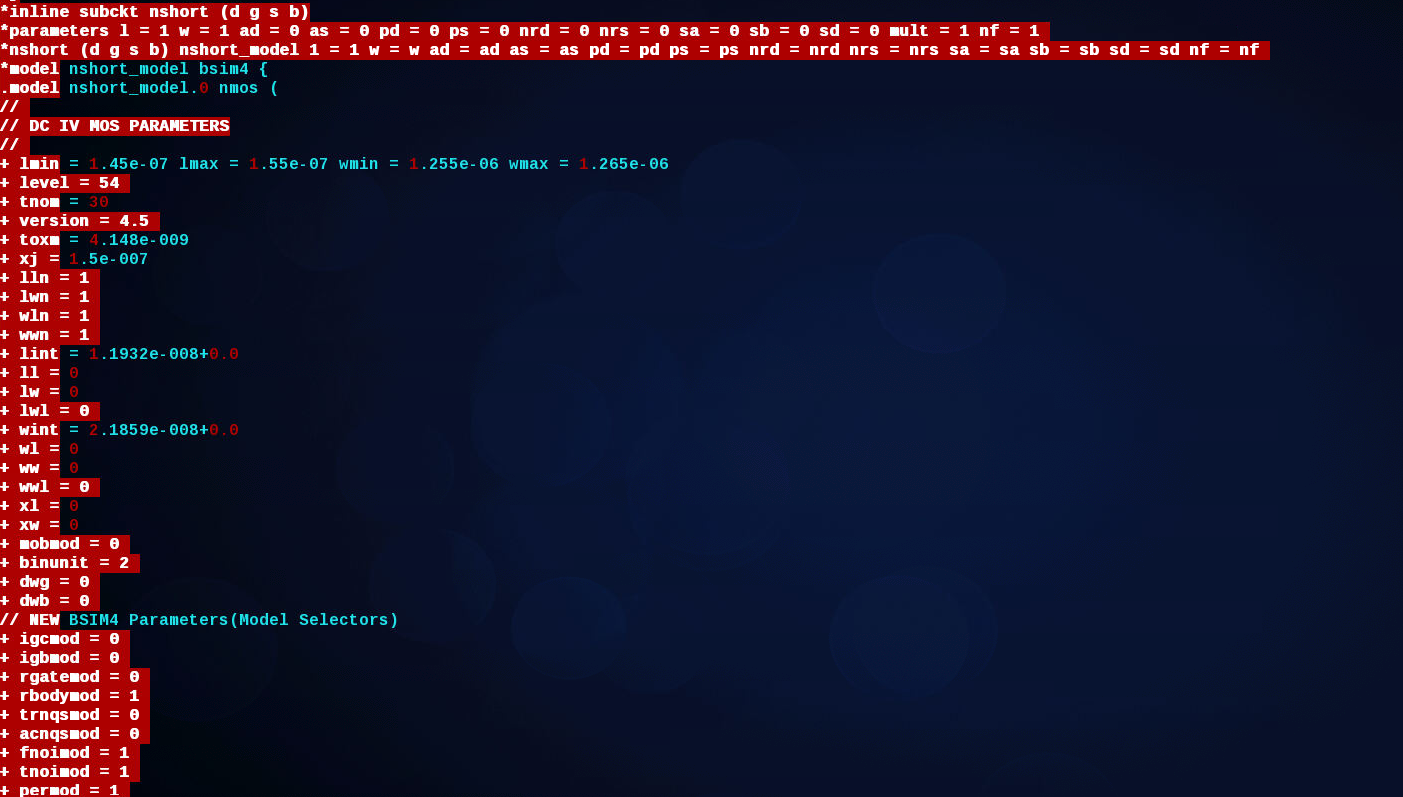 *inline subckt nshort (d g s b)
*parameters l = 1 w = 1 ad = 0 as = 0 pd = 0 ps = 0 nrd = 0 nrs = 0 sa = 0 sb = 0 sd = 0 mult = 1 nf = 1
*nshort (d g s b) nshort_model 1 = 1 w = w ad = ad as = as pd = pd ps = ps nrd = nrd nrs = nrs sa = sa sb = sb sd = sd nf = nf
*model nshort_model bsim4 {
.model nshort_model.0 nmos (
//
// DC IV MOS PARAMETERS
//
+ lmin = 1.45e-07 lmax = 1.55e-07 wmin = 1.255e-06 wmax = 1.265e-06
+ level = 54
+ tnom = 30
+ version = 4.5
+ toxm = 4.148e-009
+ xj = 1.5e-007
+ lln = 1
+ lwn = 1
+ wln = 1
+ wwn = 1
+ lint = 1.1932e-008+0.0
+ ll = 0
+ lw = 0
+ lwl = 0
+ wint = 2.1859e-008+0.0
+ wl = 0
+ ww = 0
+ wwl = 0
+ xl = 0
+ xw = 0
+ mobmod = 0
+ binunit = 2
+ dwg = 0
+ dwb = 0
// NEW BSIM4 Parameters(Model Selectors)
+ igcmod = 0
+ igbmod = 0
+ rgatemod = 0
+ rbodymod = 1
+ trnqsmod = 0
+ acnqsmod = 0
+ fnoimod = 1
+ tnoimod = 1
+ permod = 1